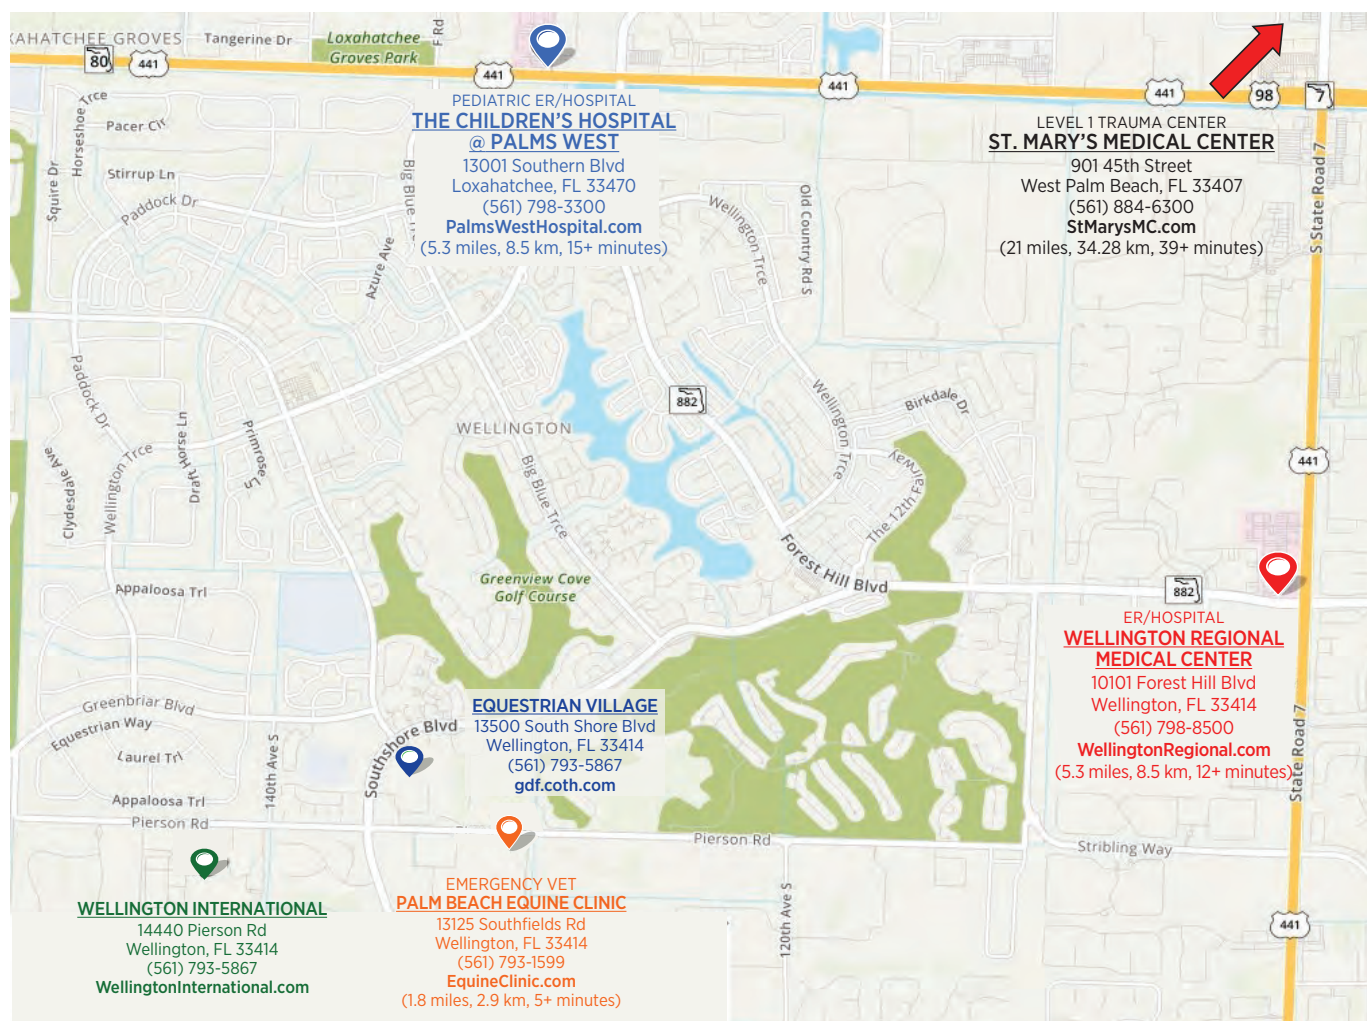 XAHATCHEE GROVES
Tangerine Dr
Loxahatchee
Groves Park
F Rd
80
441
441
441
441
98
7
PEDIATRIC ER/HOSPITAL
THE CHILDREN'S HOSPITAL
@ PALMS WEST
13001 Southern Blvd
Loxahatchee, FL 33470
(561) 798-3300
PalmsWestHospital.com
(5.3 miles, 8.5 km, 15+ minutes)
LEVEL 1 TRAUMA CENTER
ST. MARY'S MEDICAL CENTER
901 45th Street
West Palm Beach, FL 33407
(561) 884-6300
StMarysMC.com
(21 miles, 34.28 km, 39+ minutes)
Horseshoe Trce
Pacer Cir
Stirrup Ln
Squire Dr
Paddock Dr
Big Blue
Azure Ave
Wellington Trce
Old Country Rd S
S State Road 7
Paddock Dr
882
Wellington Trce
Birkdale Dr
WELLINGTON
Clydesdale Ave
Wellington Trce
Draft Horse Ln
Primrose Ln
Big Blue Trce
The 12th Fairway
441
Forest Hill Blvd
Greenview Cove
Golf Course
Appaloosa Trl
882
ER/HOSPITAL
WELLINGTON REGIONAL
MEDICAL CENTER
10101 Forest Hill Blvd
Wellington, FL 33414
(561) 798-8500
WellingtonRegional.com
(5.3 miles, 8.5 km, 12+ minutes)
State Road 7
EQUESTRIAN VILLAGE
13500 South Shore Blvd
Wellington, FL 33414
(561) 793-5867
gdf.coth.com
Greenbriar Blvd
Equestrian Way
Laurel Trl
Southshore Blvd
140th Ave S
Appaloosa Trl
Pierson Rd
Pierson Rd
Stribling Way
WELLINGTON INTERNATIONAL
14440 Pierson Rd
Wellington, FL 33414
(561) 793-5867
WellingtonInternational.com
EMERGENCY VET
PALM BEACH EQUINE CLINIC
13125 Southfields Rd
Wellington, FL 33414
(561) 793-1599
EquineClinic.com
(1.8 miles, 2.9 km, 5+ minutes)
120th Ave S
441